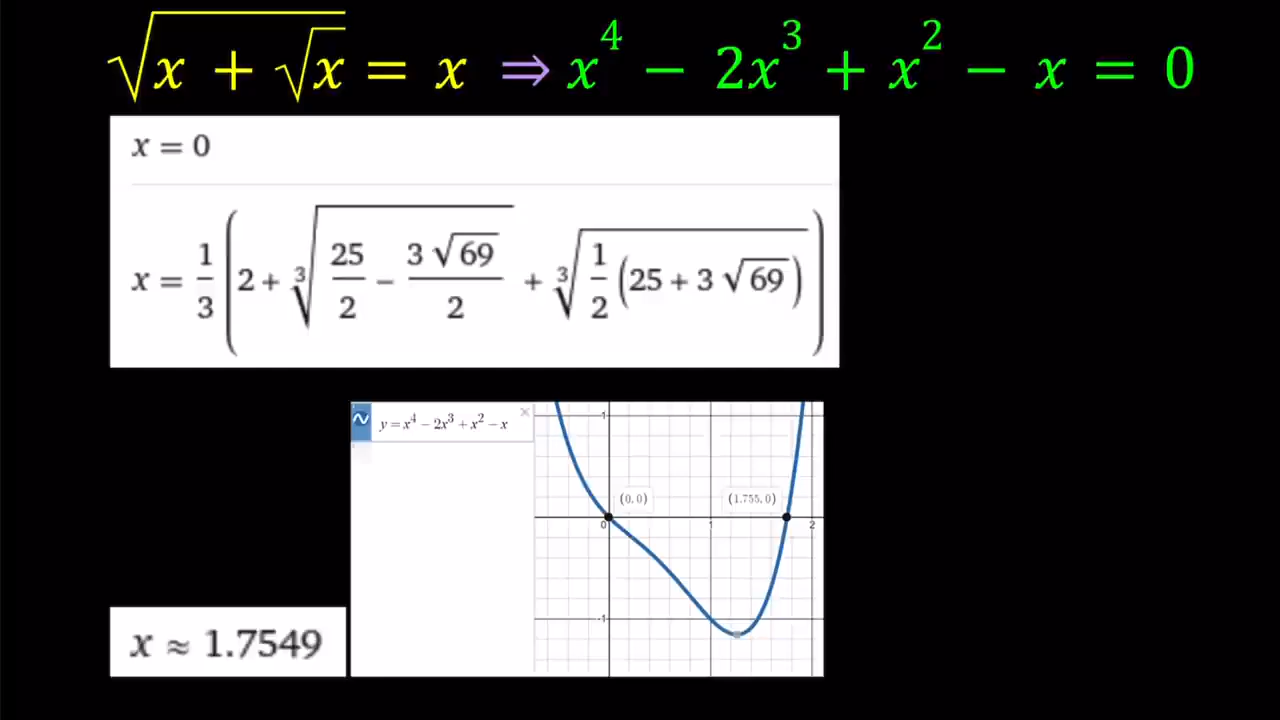 √(x + √x) = x ⇒ x⁴ − 2x³ + x² − x = 0
x = 0
x = 1/3 (2 + ∛(25/2 − (3√69)/2) + ∛(1/2 (25 + 3√69)))
y = x⁴ − 2x³ + x² − x
×
1
(0, 0)
(1.755, 0)
0
1
2
-1
x ≈ 1.7549